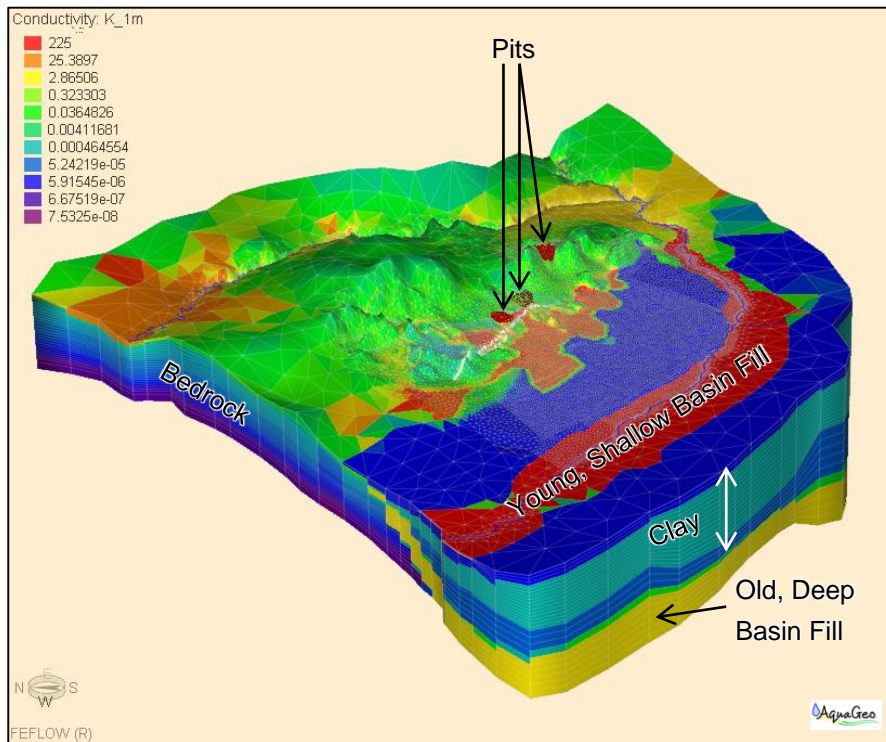 Conductivity: K_1m
225
25.3897
2.86506
0.323303
0.0364826
0.00411681
0.000464554
5.24219e-05
5.91545e-06
6.67519e-07
7.5325e-08
Pits
Bedrock
Young, Shallow Basin Fill
Clay
Old, Deep
Basin Fill
E
N S
W
FEFLOW (R)
AquaGeo